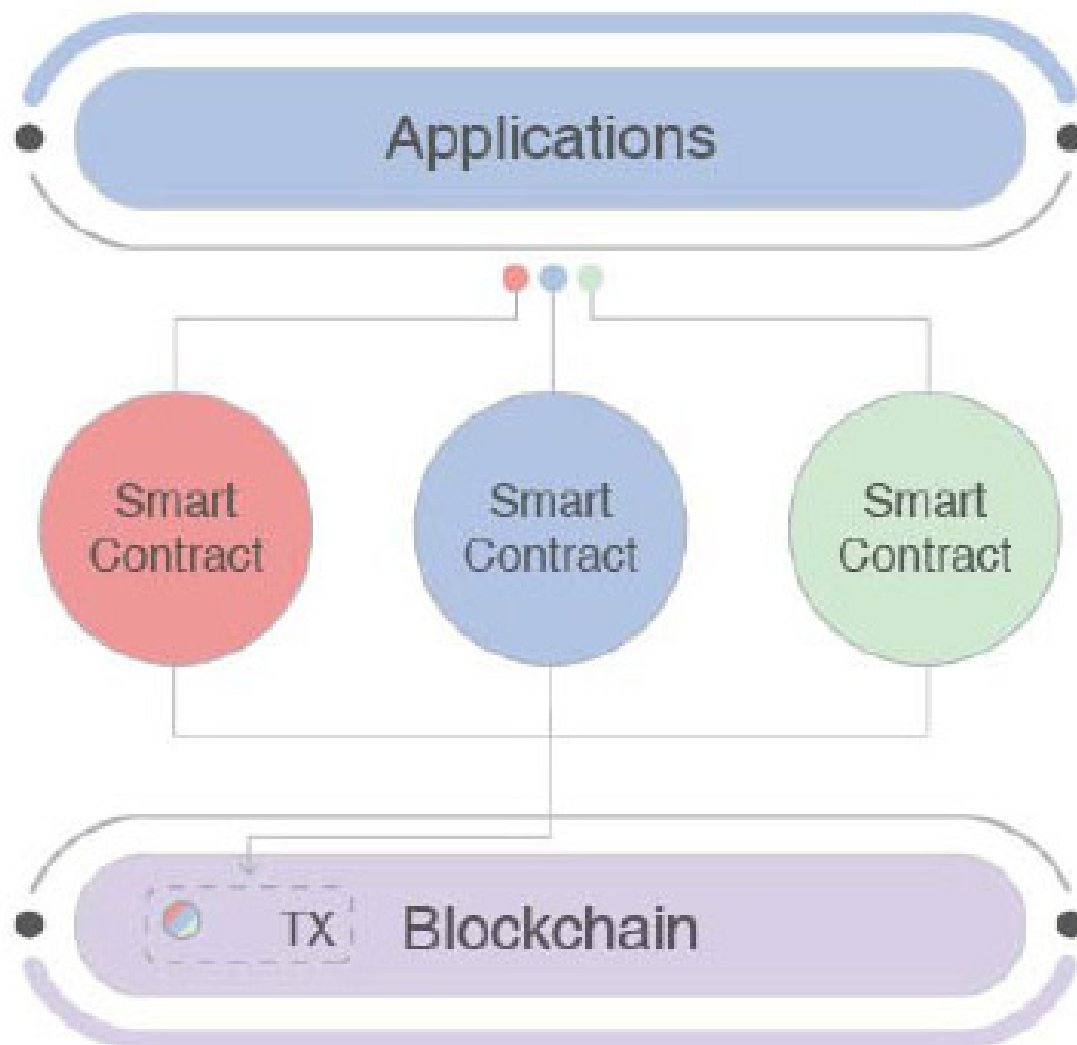 Applications
Smart
Contract
Smart
Contract
Smart
Contract
TX Blockchain